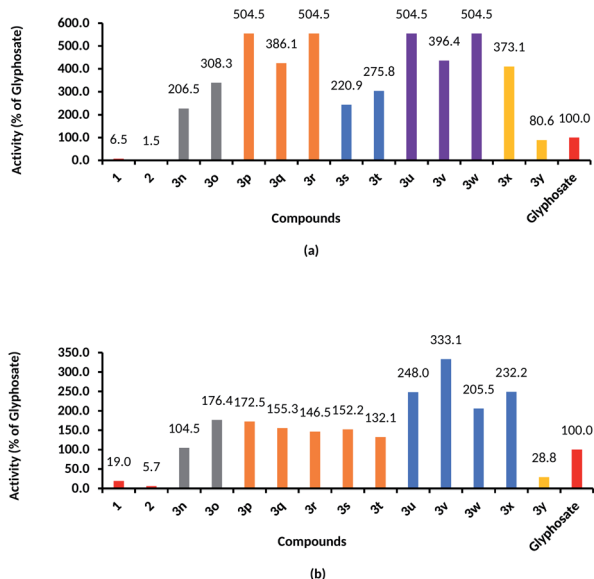 Activity (% of Glyphosate)
600.0
500.0
400.0
300.0
200.0
100.0
0.0
6.5
1.5
206.5
308.3
504.5
386.1
504.5
220.9
275.8
504.5
396.4
504.5
373.1
80.6
100.0
1
2
3n
3o
3p
3q
3r
3s
3t
3u
3v
3w
3x
3y
Glyphosate
Compounds
(a)
Activity (% of Glyphosate)
350.0
300.0
250.0
200.0
150.0
100.0
50.0
0.0
19.0
5.7
104.5
176.4
172.5
155.3
146.5
152.2
132.1
248.0
333.1
205.5
232.2
28.8
100.0
1
2
3n
3o
3p
3q
3r
3s
3t
3u
3v
3w
3x
3y
Glyphosate
Compounds
(b)